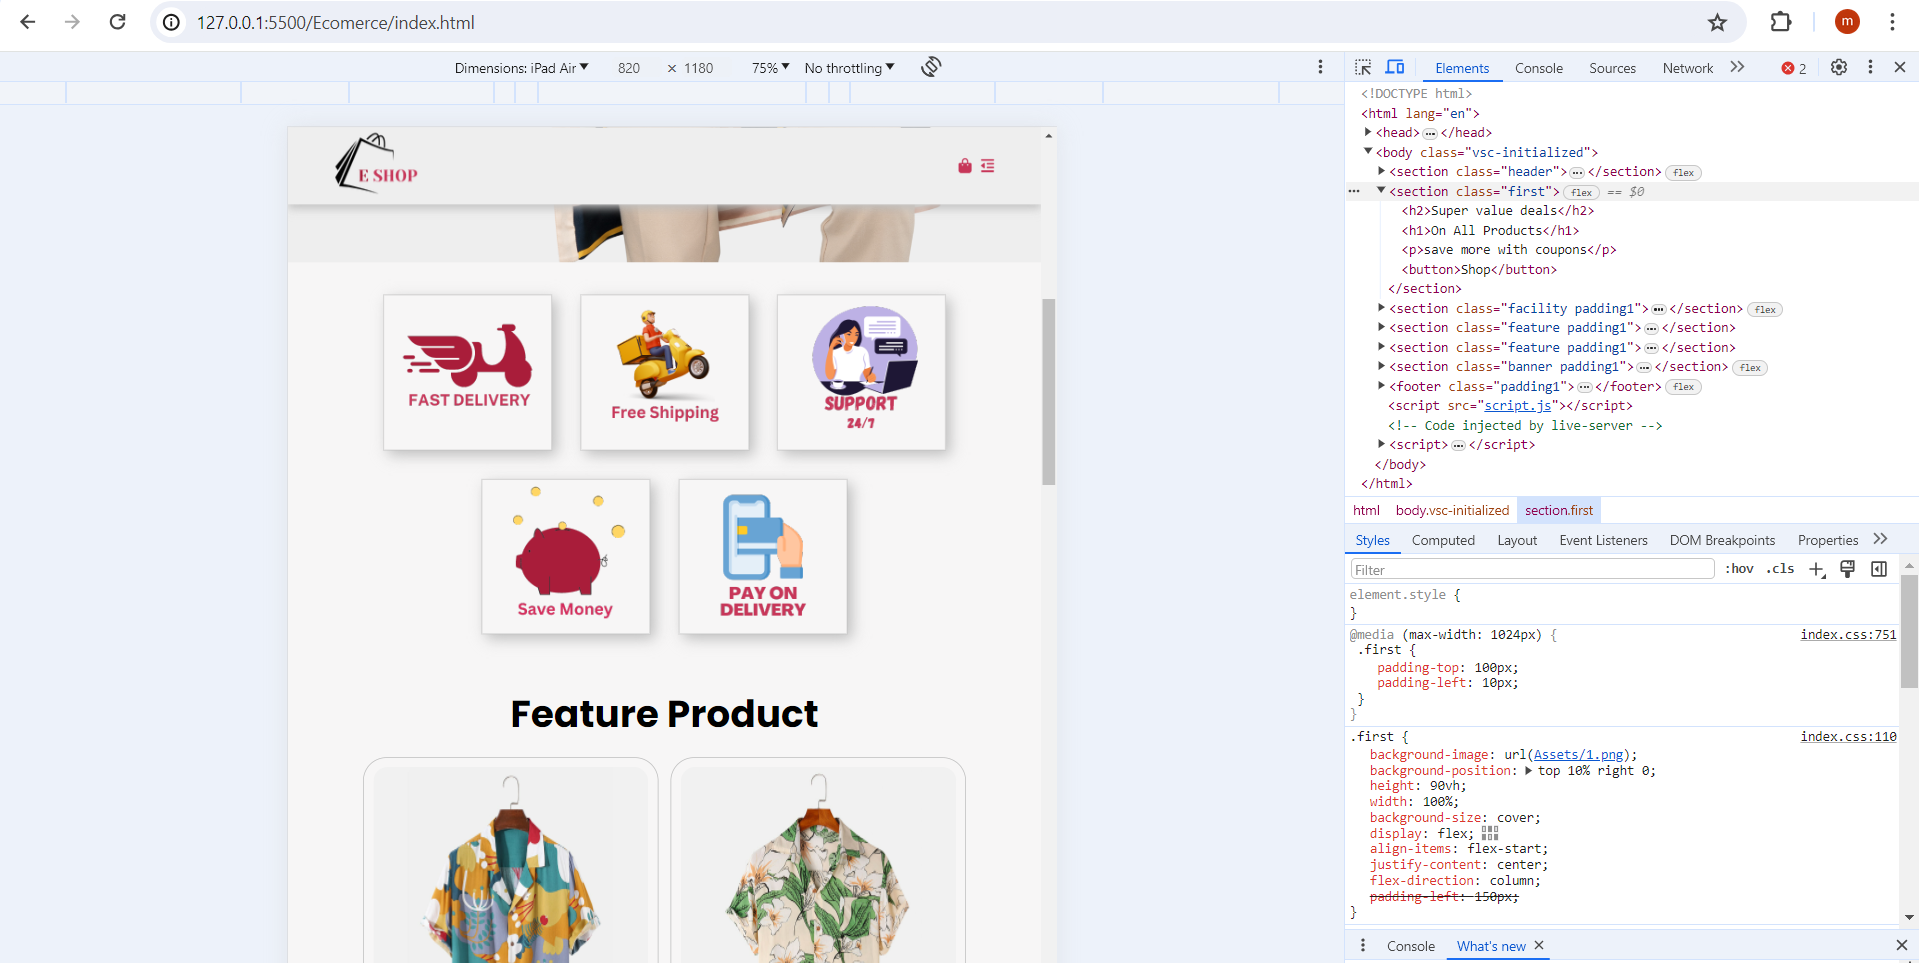 127.0.0.1:5500/Ecomerce/index.html
m
Dimensions: iPad Air 820 × 1180 75% No throttling
Elements Console Sources Network 2
E SHOP
FAST DELIVERY
Free Shipping
SUPPORT
24/7
Save Money
PAY ON
DELIVERY
Feature Product
<!DOCTYPE html>
<html lang="en">
<head> </head>
<body class="vsc-initialized">
<section class="header"> </section> flex
<section class="first"> flex == $0
<h2>Super value deals</h2>
<h1>On All Products</h1>
<p>save more with coupons</p>
<button>Shop</button>
</section>
<section class="facility padding1"> </section> flex
<section class="feature padding1"> </section>
<section class="feature padding1"> </section>
<section class="banner padding1"> </section> flex
<footer class="padding1"> </footer> flex
<script src="script.js"></script>
<!-- Code injected by live-server -->
<script> </script>
</body>
</html>
html body.vsc-initialized section.first
Styles Computed Layout Event Listeners DOM Breakpoints Properties
Filter :hov .cls
element.style {
}
@media (max-width: 1024px) { index.css:751
.first {
padding-top: 100px;
padding-left: 10px;
}
}
.first { index.css:110
background-image: url(Assets/1.png);
background-position: top 10% right 0;
height: 90vh;
width: 100%;
background-size: cover;
display: flex;
align-items: flex-start;
justify-content: center;
flex-direction: column;
padding-left: 150px;
}
Console What's new